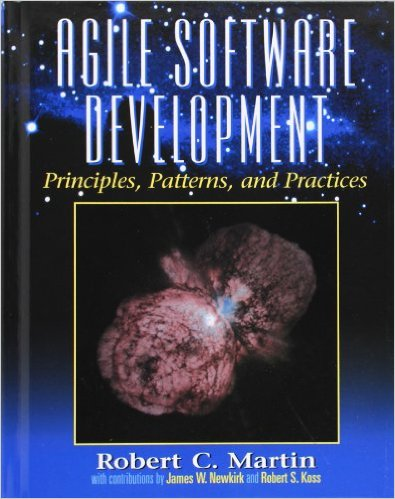 AGILE SOFTWARE
DEVELOPMENT
Principles, Patterns, and Practices
Robert C. Martin
with contributions by James W. Newkirk and Robert S. Koss